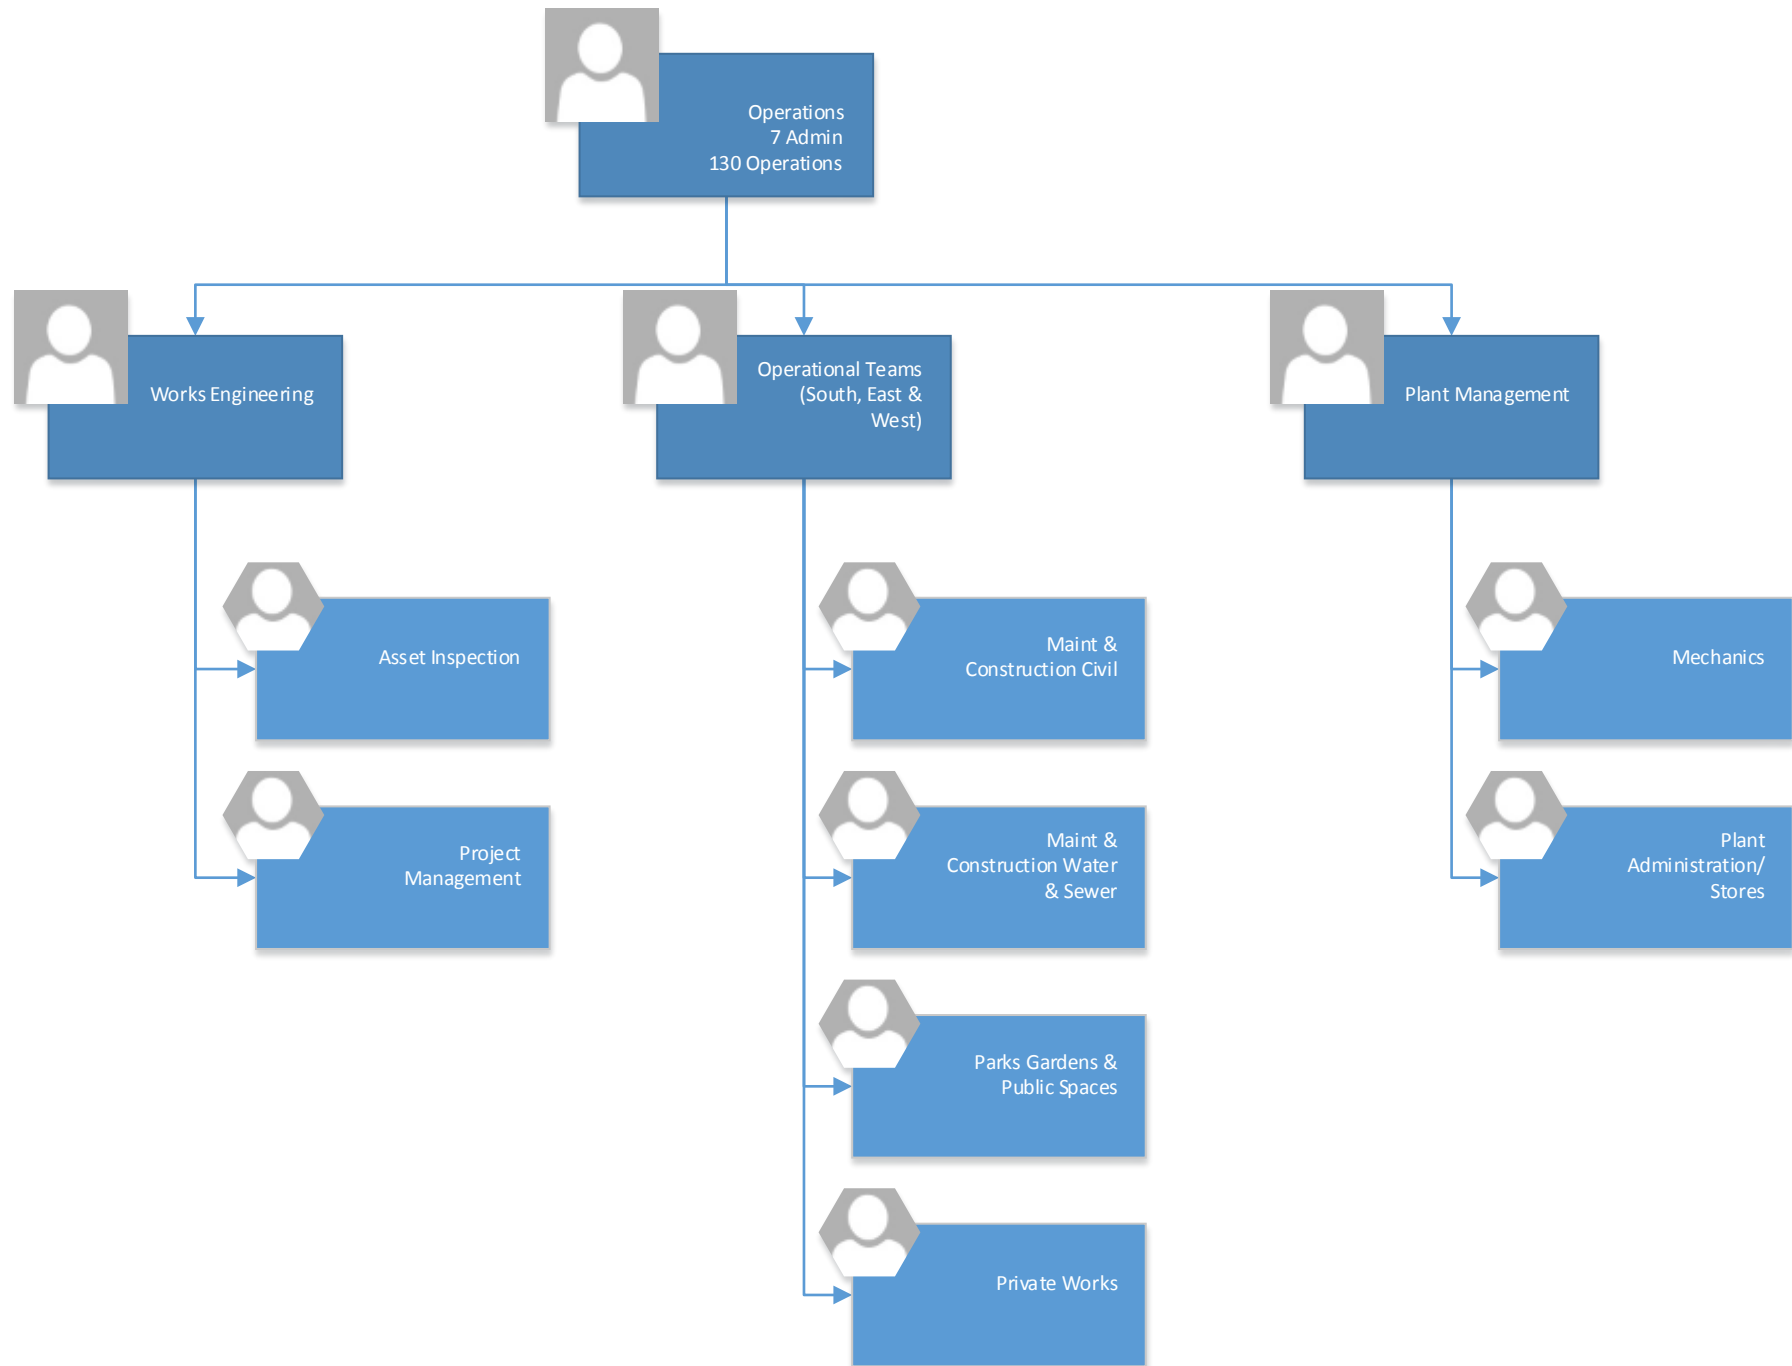 Operations
7 Admin
130 Operations
Works Engineering
Operational Teams
(South, East &
West)
Plant Management
Asset Inspection
Project
Management
Maint &
Construction Civil
Maint &
Construction Water
& Sewer
Parks Gardens &
Public Spaces
Private Works
Mechanics
Plant
Administration/
Stores